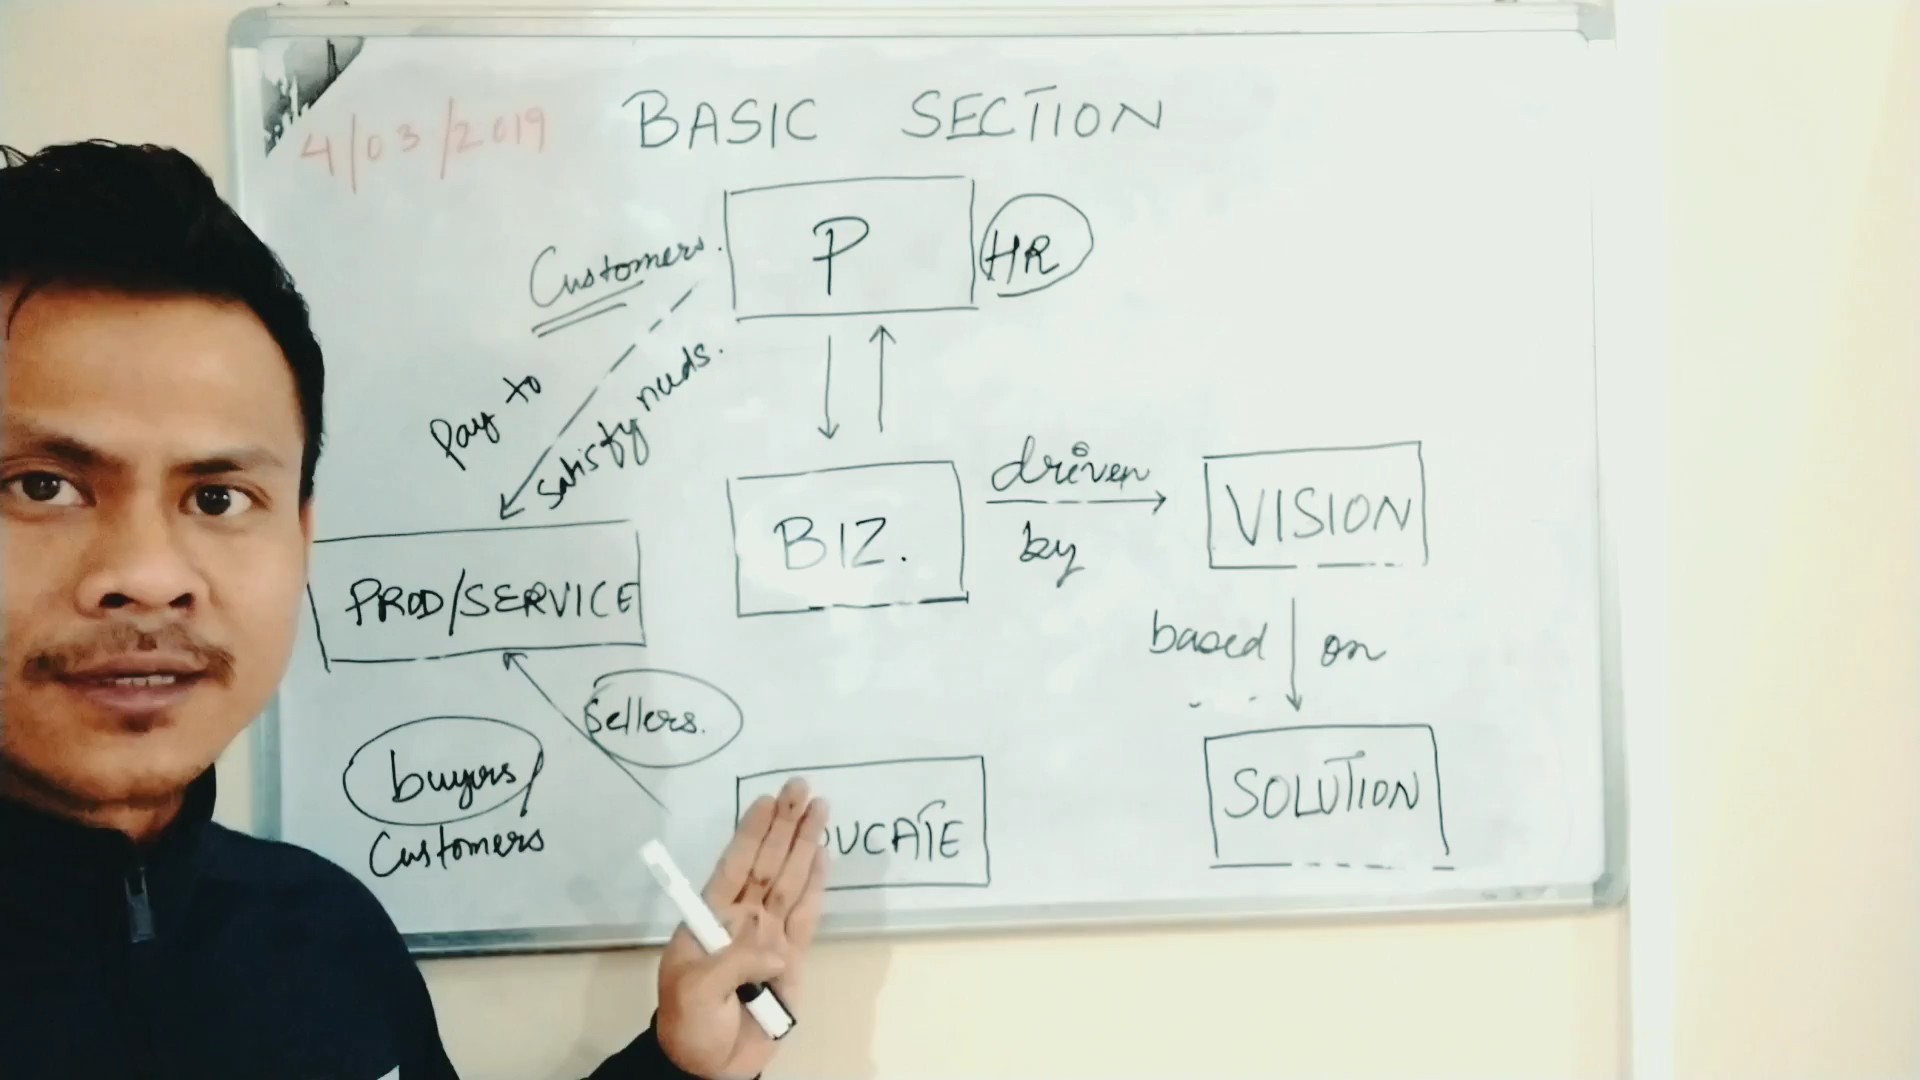 4/03/2019
BASIC SECTION
P
HR
Customers.
Pay to
satisfy needs.
driven
by
BIZ.
VISION
PROD/SERVICE
based on
sellers.
buyers
Customers
SOLUTION